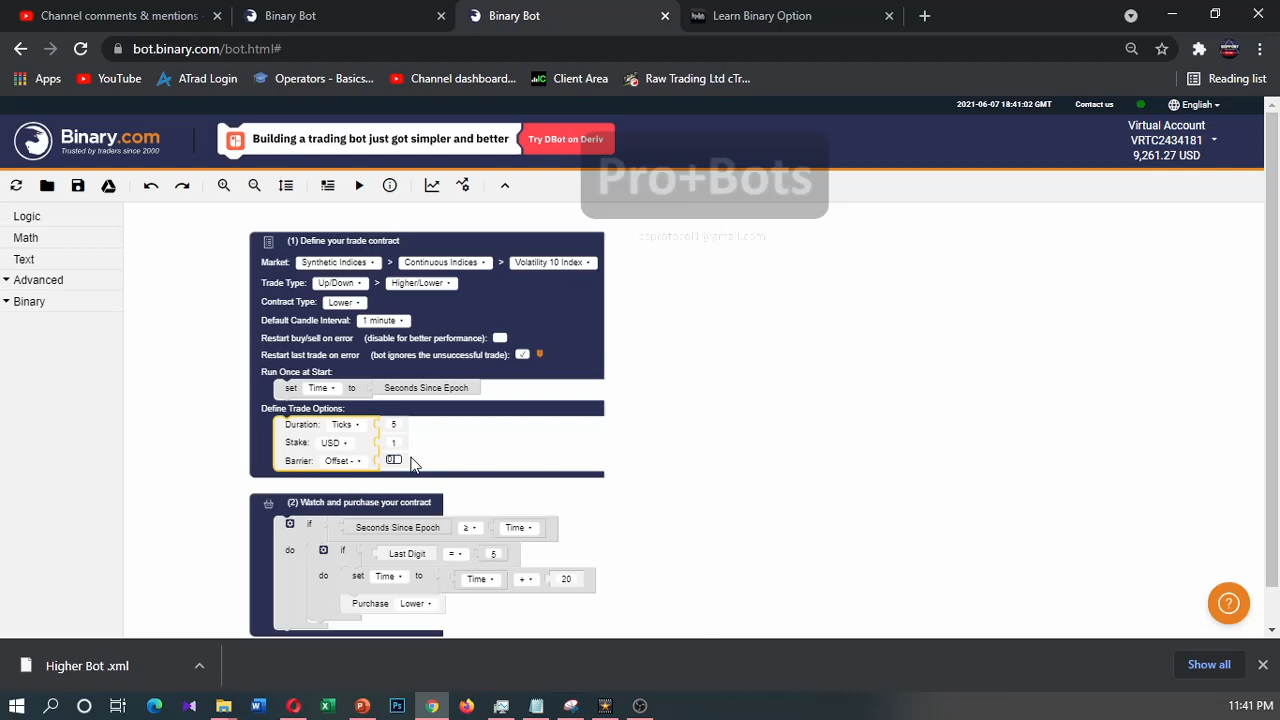 Channel comments & mentions -
Binary Bot
Binary Bot
Learn Binary Option
bot.binary.com/bot.html#
Apps
YouTube
ATrad Login
Operators - Basics...
Channel dashboard...
Client Area
Raw Trading Ltd cTr...
Reading list
2021-06-07 18:41:02 GMT
Contact us
English
Binary.com
Trusted by traders since 2000
Building a trading bot just got simpler and better
Try DBot on Deriv
Virtual Account
VRTC2434181
9,261.27 USD
Pro+Bots
Logic
Math
Text
Advanced
Binary
(1) Define your trade contract
Market: Synthetic Indices > Continuous Indices > Volatility 10 Index
Trade Type: Up/Down > Higher/Lower
Contract Type: Lower
Default Candle Interval: 1 minute
Restart buy/sell on error (disable for better performance):
Restart last trade on error (bot ignores the unsuccessful trade):
Run Once at Start:
set Time to Seconds Since Epoch
Define Trade Options:
Duration: Ticks 5
Stake: USD 1
Barrier: Offset - 0
(2) Watch and purchase your contract
if Seconds Since Epoch ≥ Time
do if Last Digit = 5
do set Time to Time + 20
Purchase Lower
Higher Bot .xml
Show all
11:41 PM